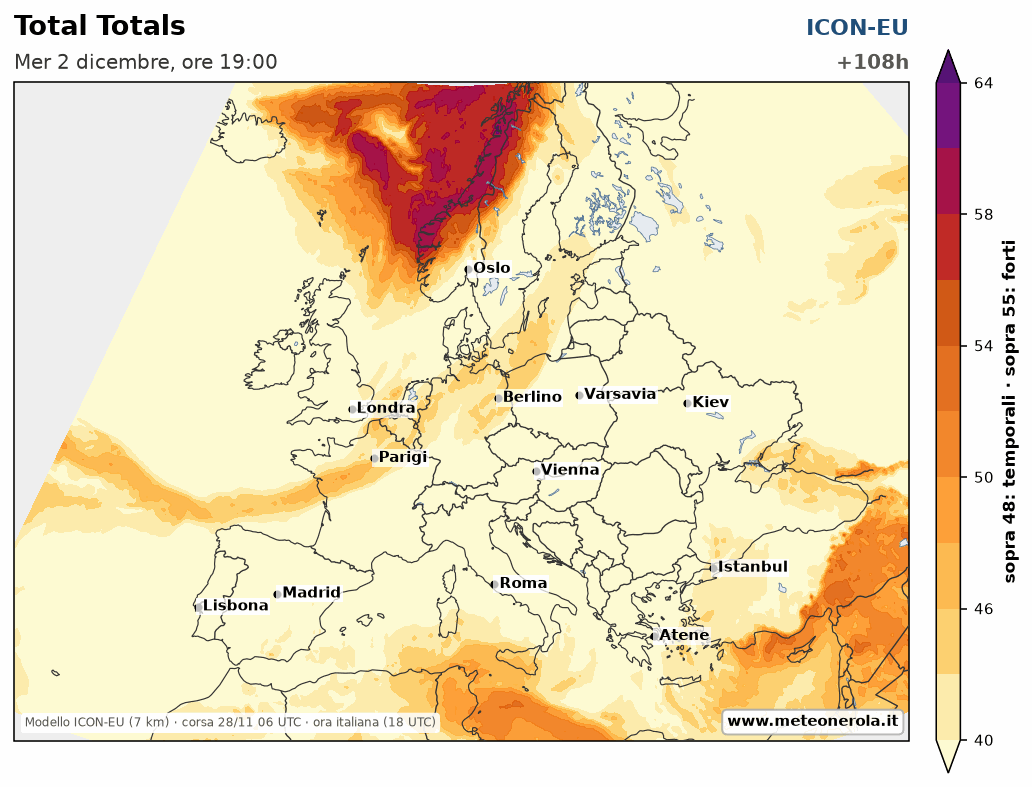 Total Totals
ICON-EU
Mer 2 dicembre, ore 19:00
+108h
64
58
54
50
46
40
sopra 48: temporali · sopra 55: forti
Oslo
Berlino
Varsavia
Kiev
Londra
Parigi
Vienna
Istanbul
Roma
Madrid
Lisbona
Atene
Modello ICON-EU (7 km) · corsa 28/11 06 UTC · ora italiana (18 UTC)
www.meteonerola.it